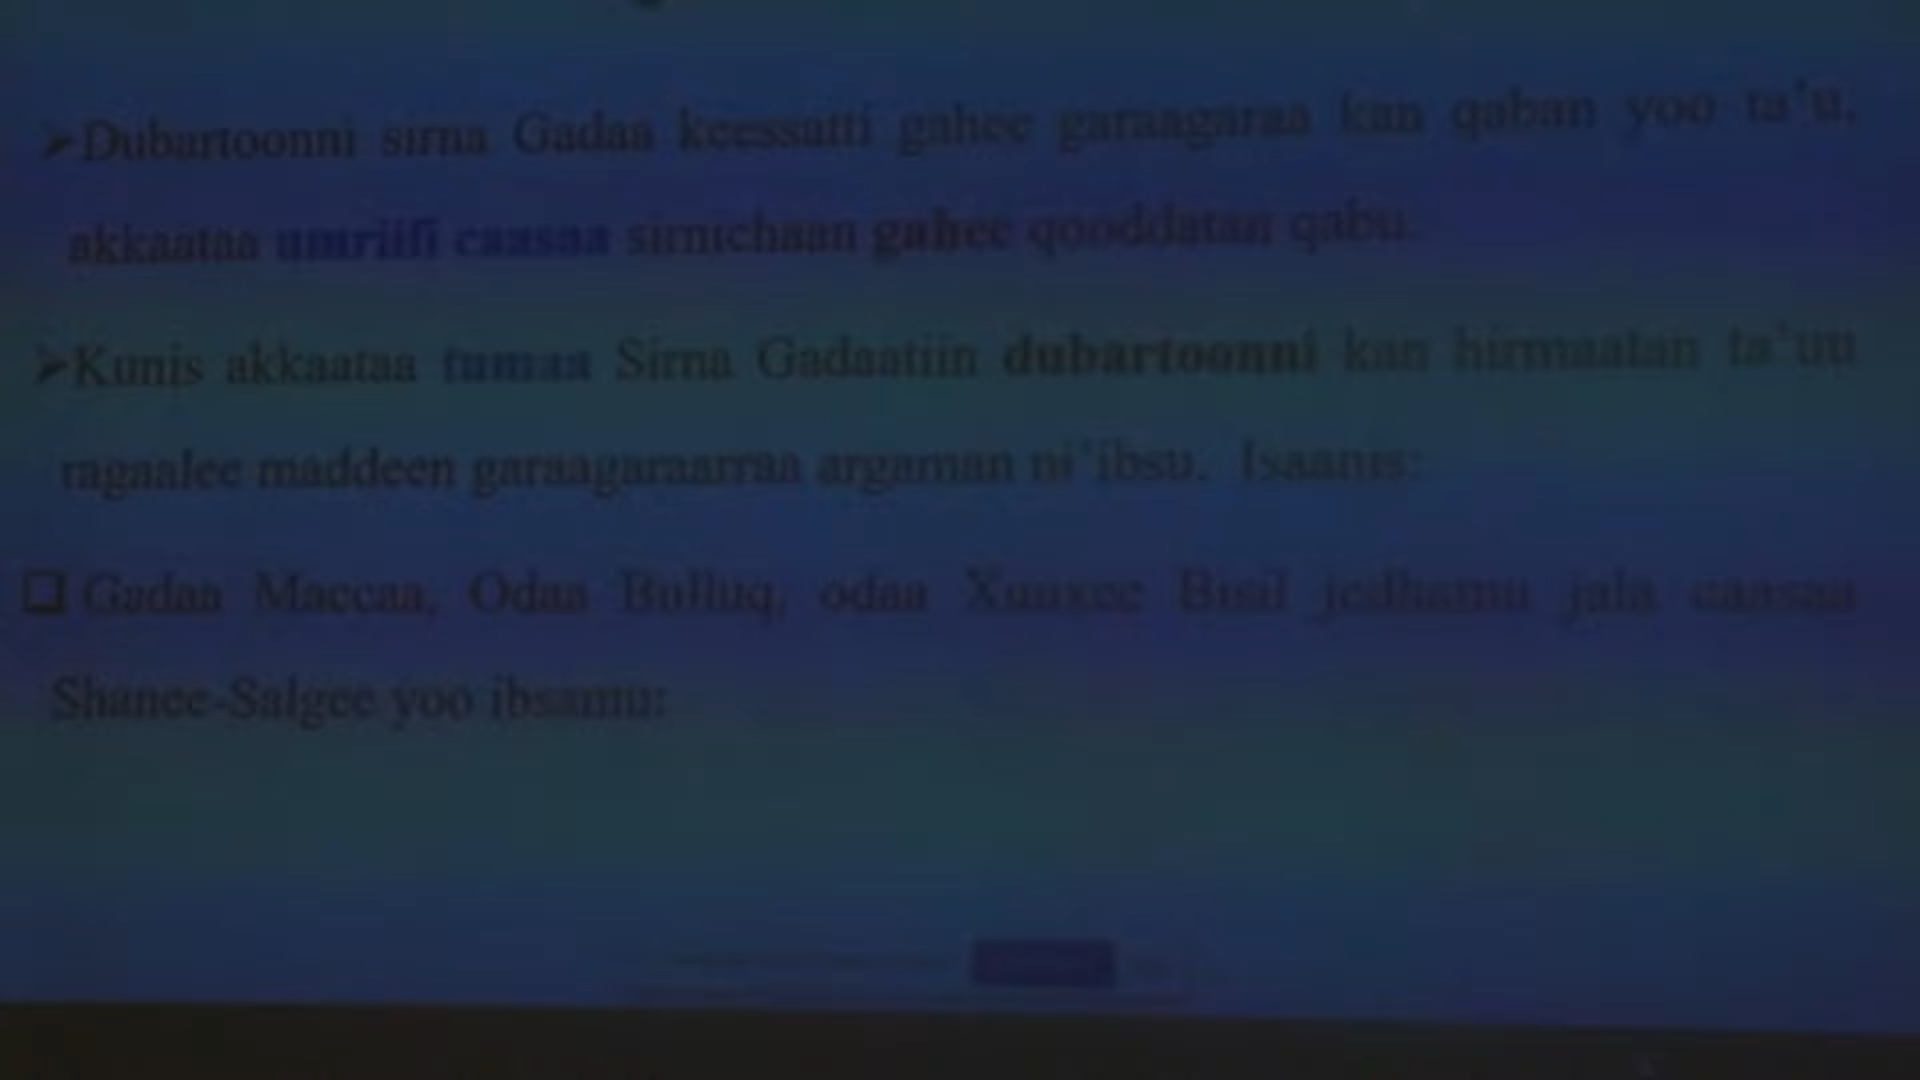 ➤Dubartoonni sirna Gadaa keessatti gahee garaagaraa kan qaban yoo ta'u,
akkaataa umriifi caasaa sirnichaan gahee qooddatan qabu.
➤Kunis akkaataa tumaa Sirna Gadaatiin dubartoonni kan hirmaatan ta'uu
ragaalee maddeen garaagaraarraa argaman ni'ibsu. Isaanis:
❑ Gadaa Maccaa, Odaa Bulluq, odaa Bisil jedhamu jala caasaa
Shanee-Salgee yoo ibsamu: